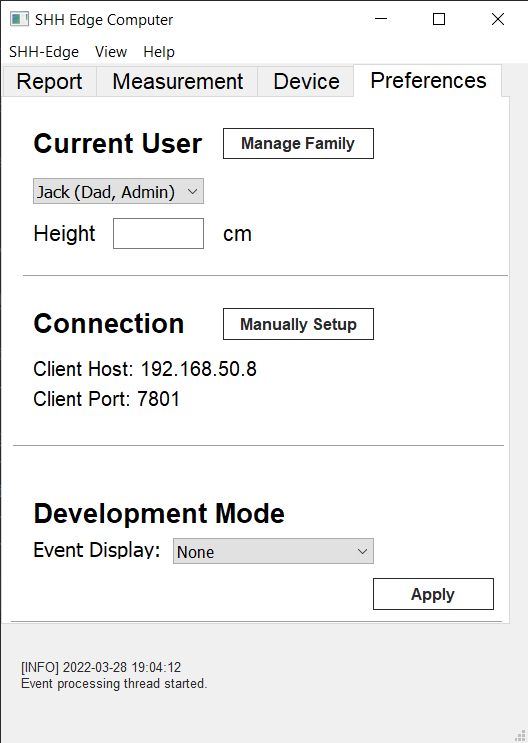 SHH Edge Computer
SHH-Edge View Help
Report Measurement Device Preferences
Current User Manage Family
Jack (Dad, Admin)
Height cm
Connection Manually Setup
Client Host: 192.168.50.8
Client Port: 7801
Development Mode
Event Display: None
Apply
[INFO] 2022-03-28 19:04:12
Event processing thread started.